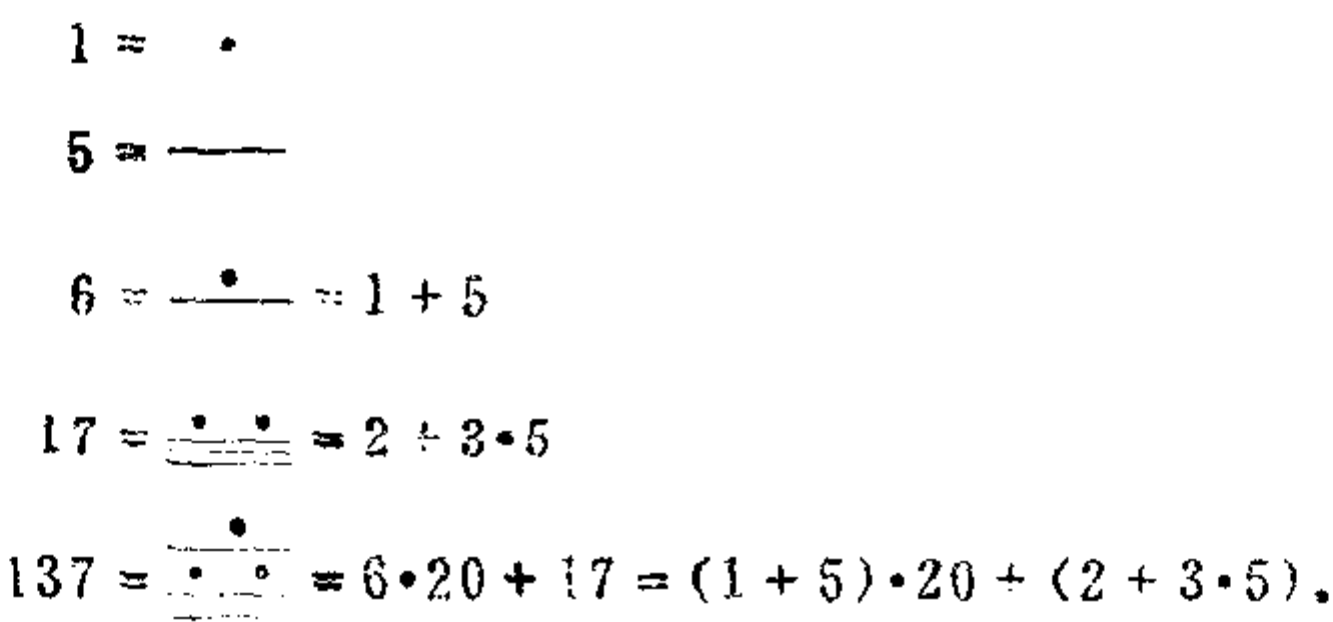 1 = •
5 = —
6 = •— = 1 + 5
17 = = 2 + 3•5
137 = = 6•20 + 17 = (1 + 5)•20 + (2 + 3•5).